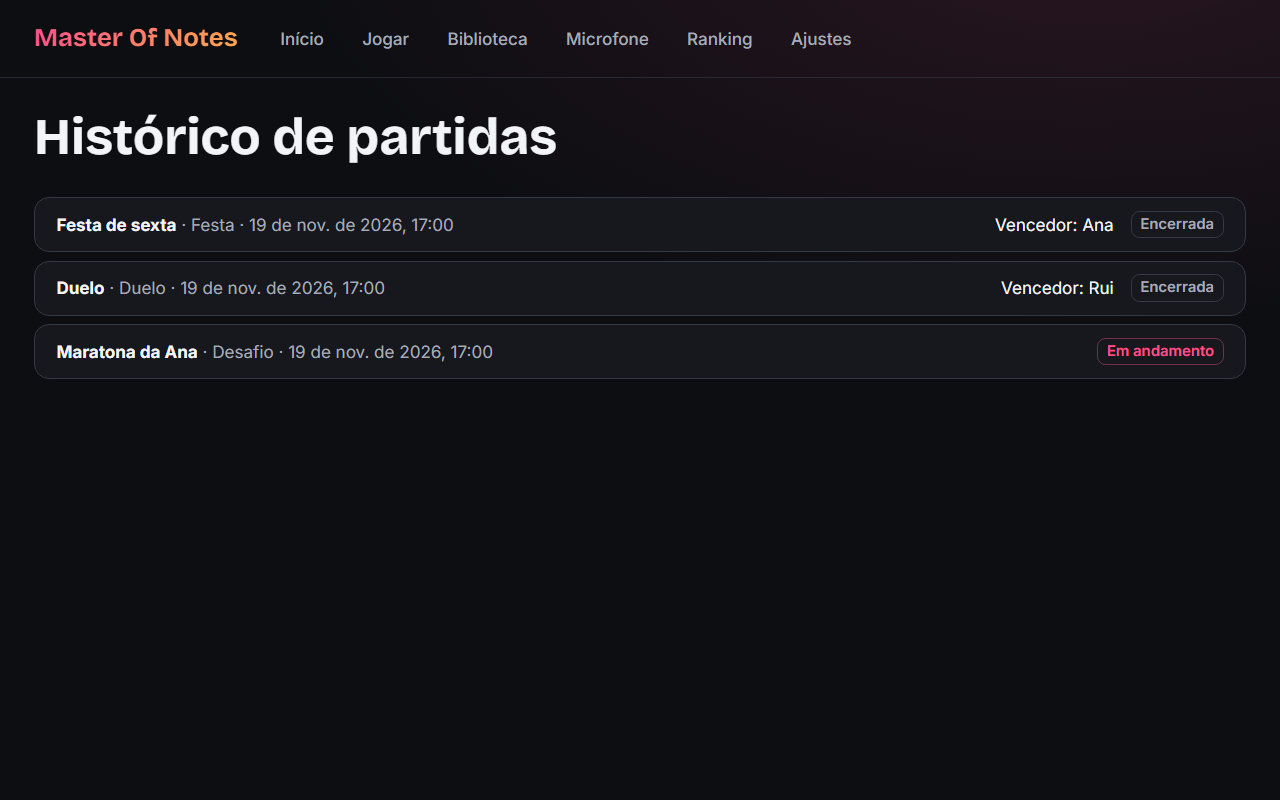 Master Of Notes Início Jogar Biblioteca Microfone Ranking Ajustes
Histórico de partidas
Festa de sexta · Festa · 19 de nov. de 2026, 17:00 Vencedor: Ana Encerrada
Duelo · Duelo · 19 de nov. de 2026, 17:00 Vencedor: Rui Encerrada
Maratona da Ana · Desafio · 19 de nov. de 2026, 17:00 Em andamento